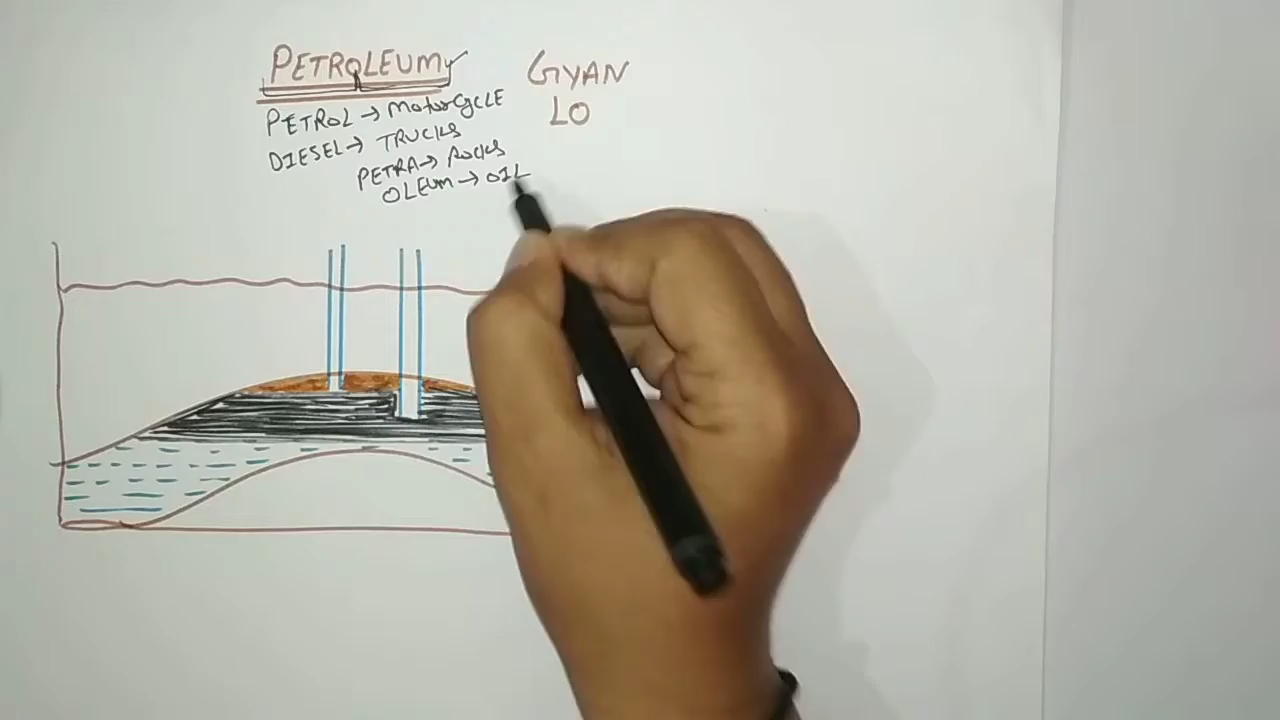 PETROLEUM
PETROL → MotorCyCLE
DIESEL → TRUCKS
PETRA → ROCKS
OLEUM → OIL
GYAN
LO